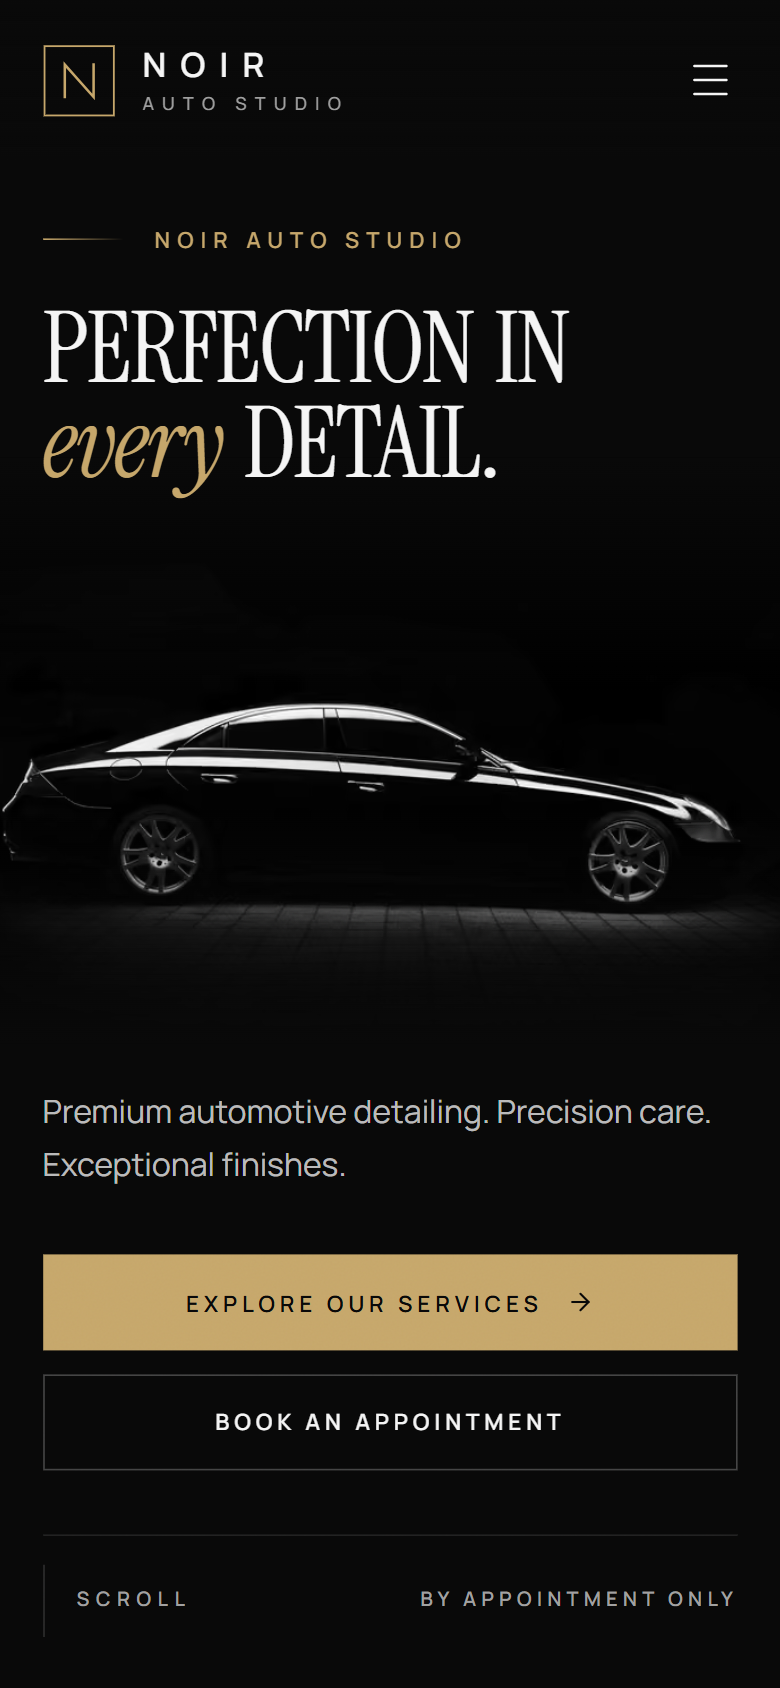 N
NOIR
AUTO STUDIO
NOIR AUTO STUDIO
PERFECTION IN
every DETAIL.
Premium automotive detailing. Precision care.
Exceptional finishes.
EXPLORE OUR SERVICES →
BOOK AN APPOINTMENT
SCROLL
BY APPOINTMENT ONLY